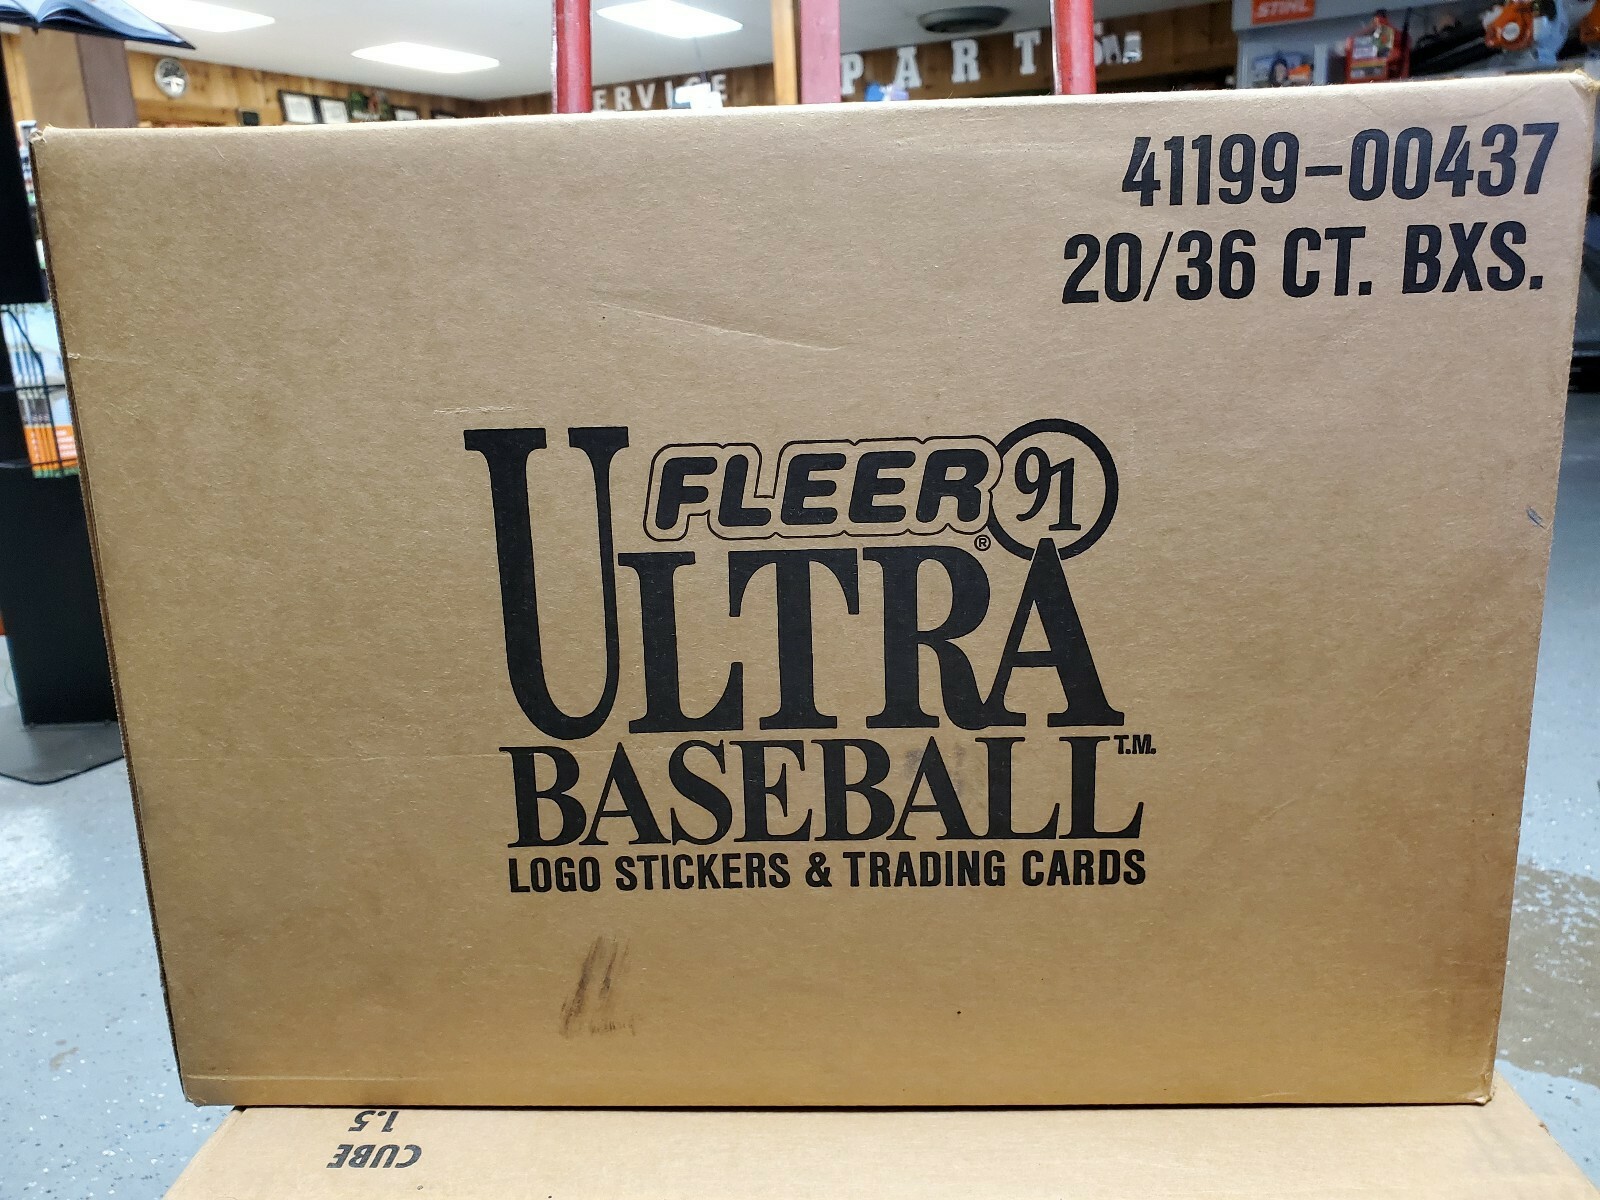 STIHL
ERVICE
PARTS
41199-00437
20/36 CT. BXS.
FLEER® 91
ULTRA
BASEBALL T.M.
LOGO STICKERS & TRADING CARDS
1.5
CUBE